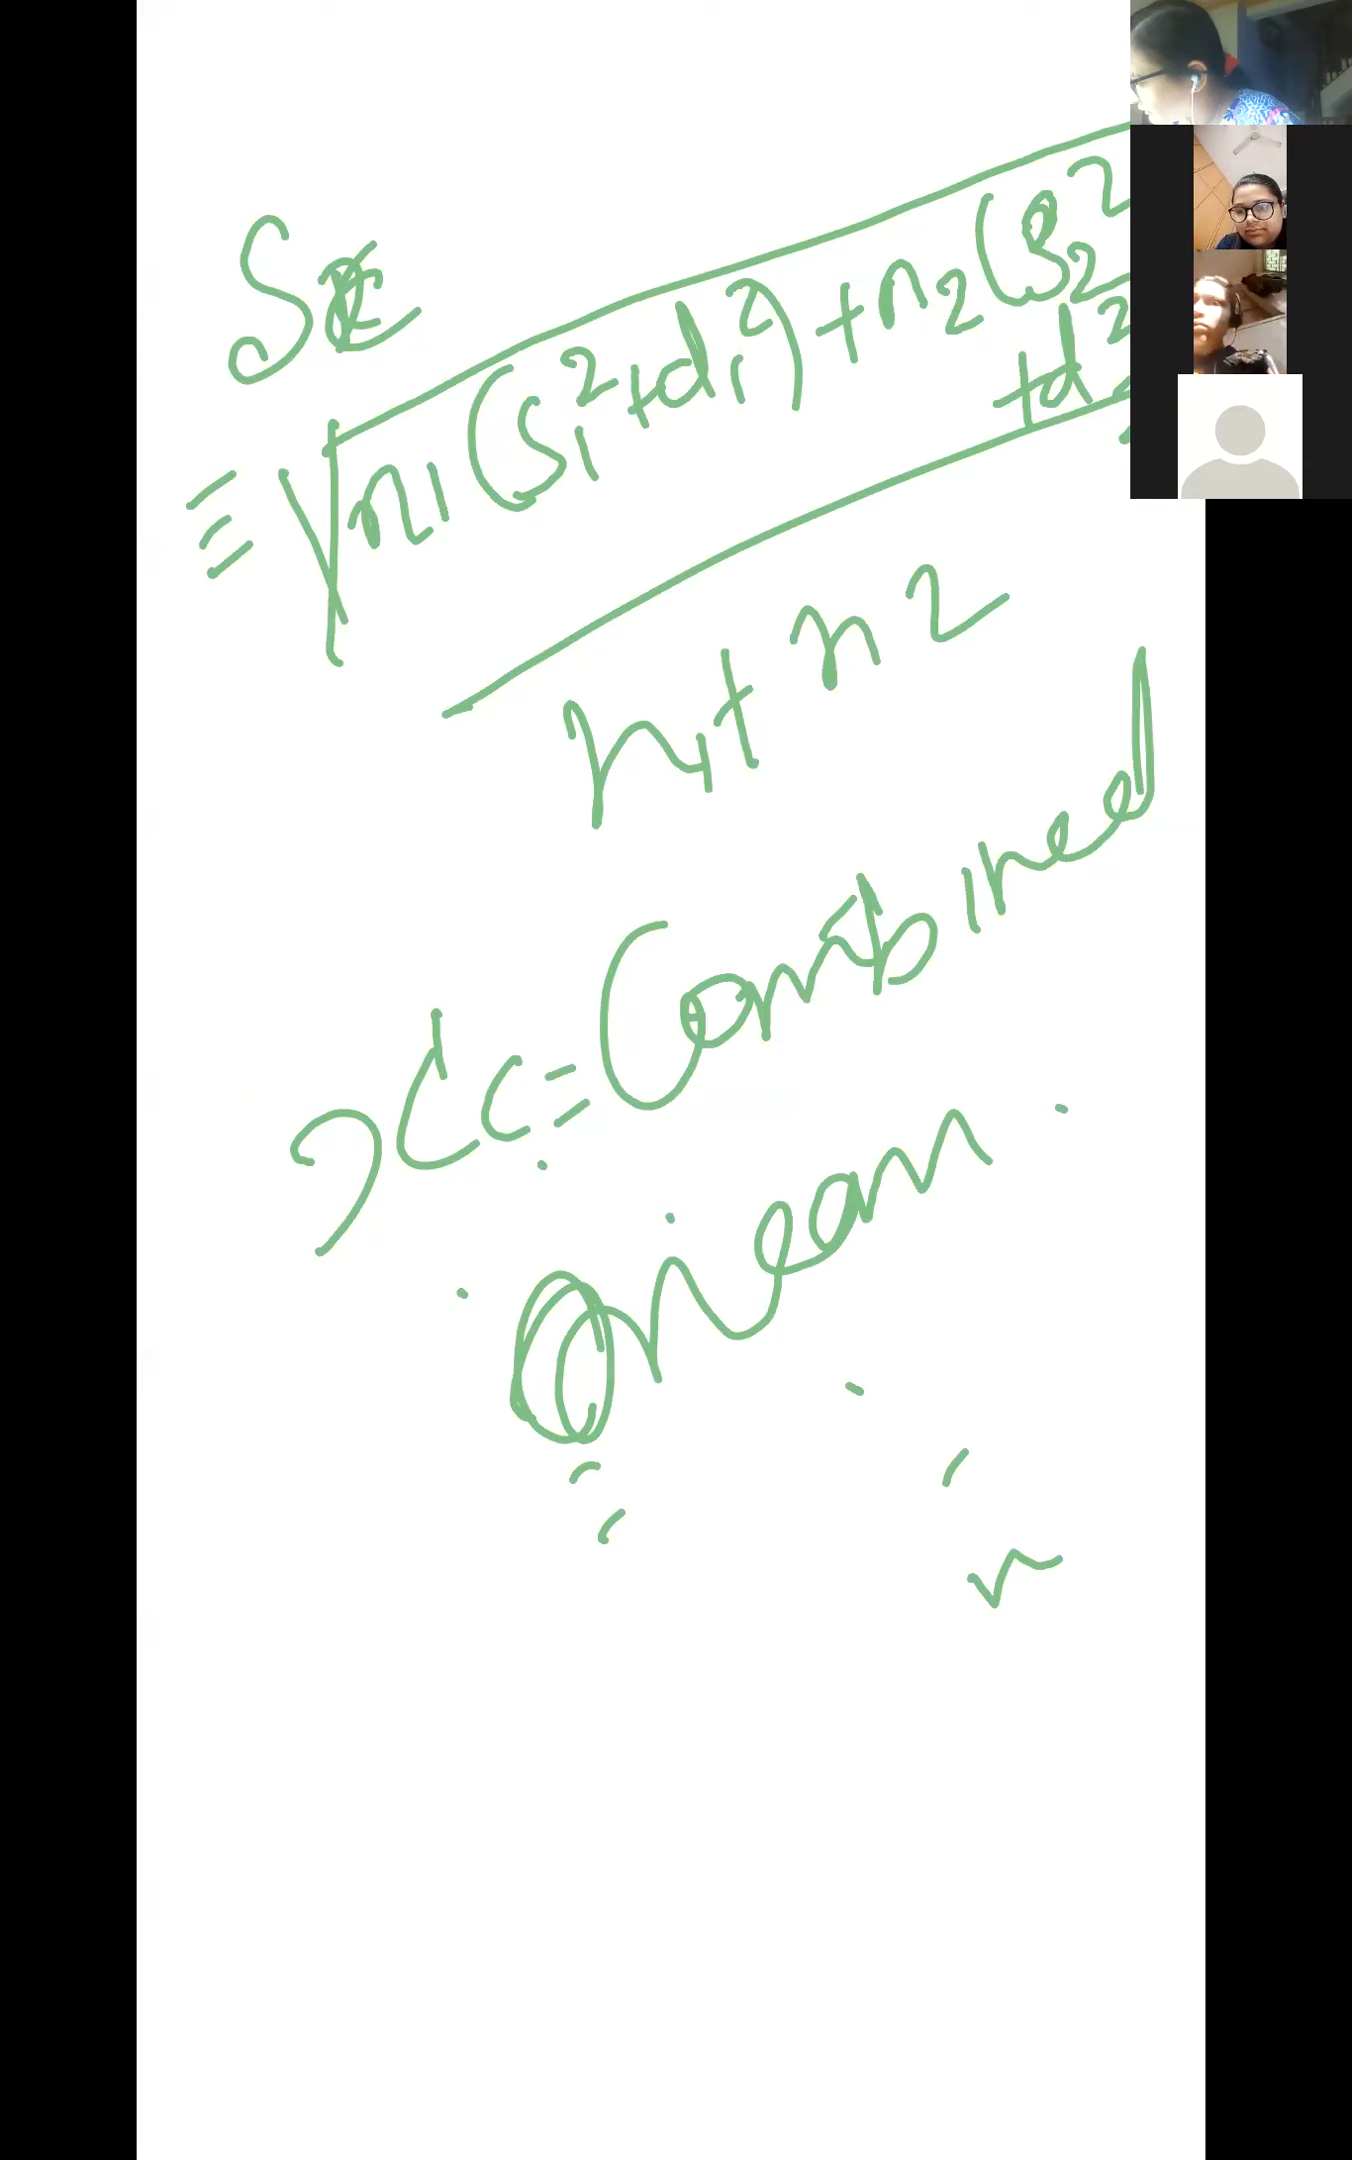 Sc
= √n1(S1²+d1²)+n2(S2²
+d2²
n1+n2
xc=Combined
mean